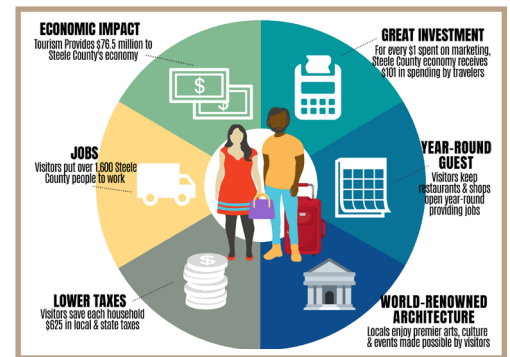 ECONOMIC IMPACT
Tourism Provides $76.5 million to
Steele County's economy
GREAT INVESTMENT
For every $1 spent on marketing,
Steele County economy receives
$101 in spending by travelers
JOBS
Visitors put over 1,600 Steele
County people to work
YEAR-ROUND
GUEST
Visitors keep
restaurants & shops
open year-round
providing jobs
LOWER TAXES
Visitors save each household
$625 in local & state taxes
WORLD-RENOWNED
ARCHITECTURE
Locals enjoy premier arts, culture
& events made possible by visitors
$
$
$